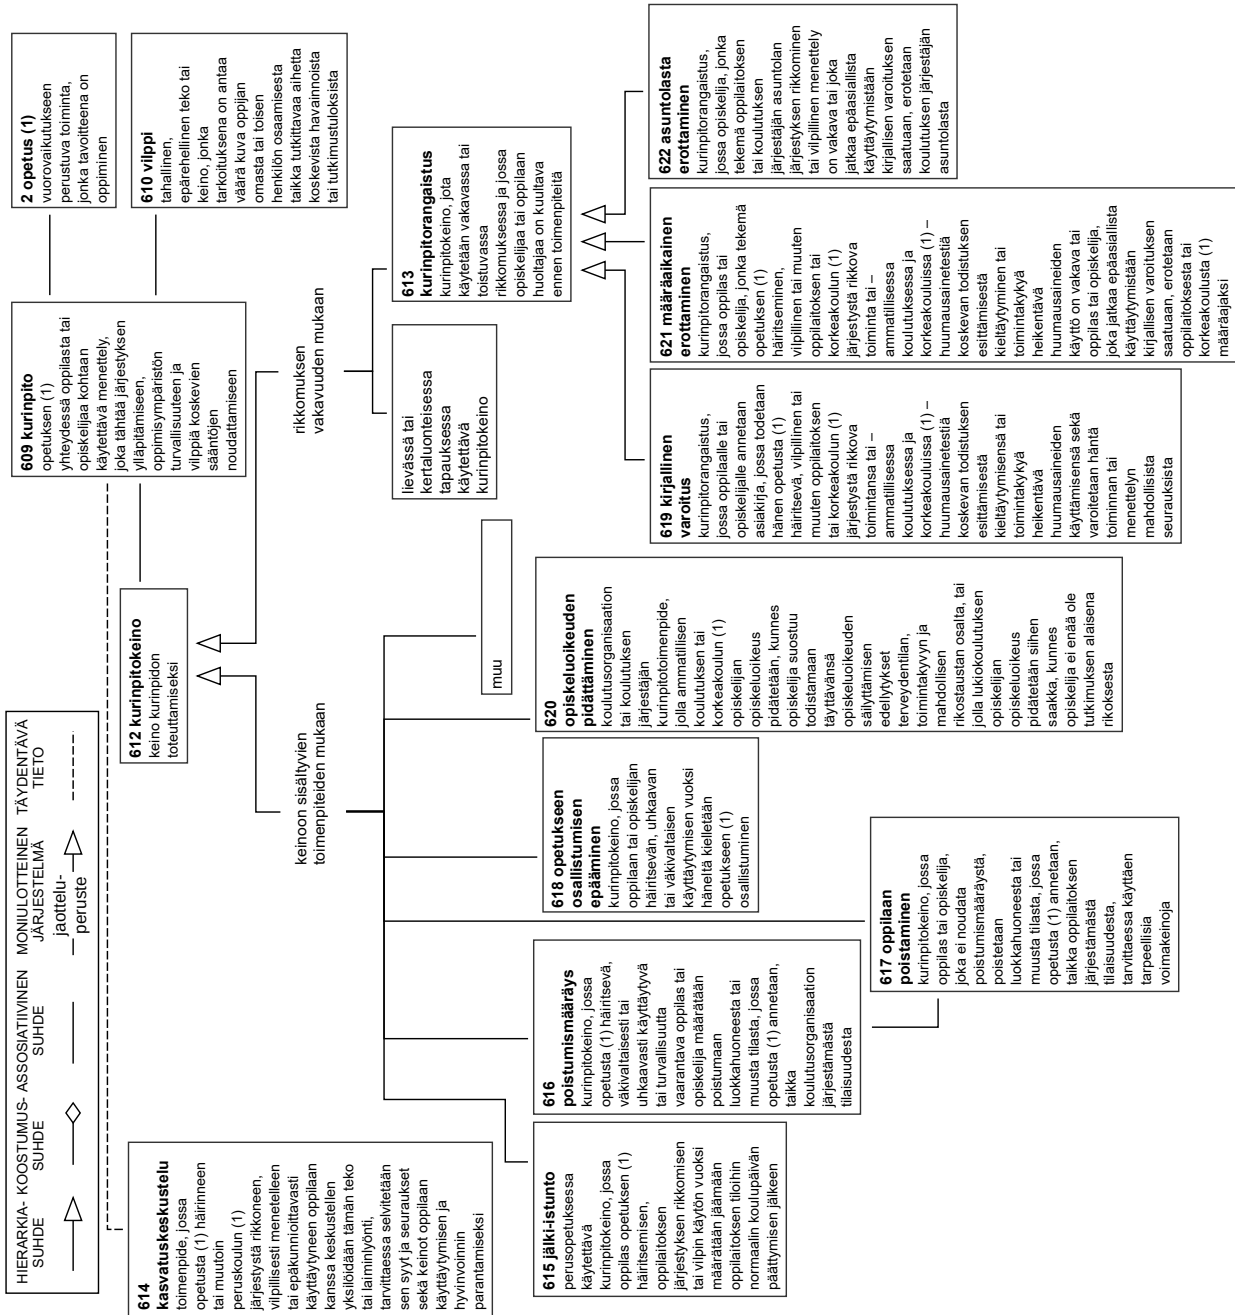 HIERARKIA- KOOSTUMUS- ASSOSIATIIVINEN MONIULOTTEINEN TÄYDENTÄVÄ
SUHDE SUHDE SUHDE JÄRJESTELMÄ TIETO
jaottelu-
peruste
2 opetus (1)
vuorovaikutukseen
perustuva toiminta,
jonka tavoitteena on
oppiminen
609 kurinpito
opetuksen (1)
yhteydessä oppilasta tai
opiskelijaa kohtaan
käytettävä menettely,
joka tähtää järjestyksen
ylläpitämiseen,
oppimisympäristön
turvallisuuteen ja
vilppiä koskevien
sääntöjen
noudattamiseen
610 vilppi
tahallinen,
epärehellinen teko tai
keino, jonka
tarkoituksena on antaa
väärä kuva oppijan
omasta tai toisen
henkilön osaamisesta
taikka tutkittavaa aihetta
koskevista havainnoista
tai tutkimustuloksista
612 kurinpitokeino
keino kurinpidon
toteuttamiseksi
keinoon sisältyvien
toimenpiteiden mukaan
rikkomuksen
vakavuuden mukaan
614
kasvatuskeskustelu
toimenpide, jossa
opetusta (1) häirinneen
tai muutoin
peruskoulun (1)
järjestystä rikkoneen,
vilpillisesti menetelleen
tai epäkunnioittavasti
käyttäytyneen oppilaan
kanssa keskustellen
yksilöidään tämän teko
tai laiminlyönti,
tarvittaessa selvitetään
sen syyt ja seuraukset
sekä keinot oppilaan
käyttäytymisen ja
hyvinvoinnin
parantamiseksi
615 jälki-istunto
perusopetuksessa
käytettävä
kurinpitokeino, jossa
oppilas opetuksen (1)
häiritsemisen,
oppilaitoksen
järjestyksen rikkomisen
tai vilpin käytön vuoksi
määrätään jäämään
oppilaitoksen tiloihin
normaalin koulupäivän
päättymisen jälkeen
616
poistumismääräys
kurinpitokeino, jossa
opetusta (1) häiritsevä,
väkivaltaisesti tai
uhkaavasti käyttäytyvä
tai turvallisuutta
vaarantava oppilas tai
opiskelija määrätään
poistumaan
luokkahuoneesta tai
muusta tilasta, jossa
opetusta (1) annetaan,
taikka
koulutusorganisaation
järjestämästä
tilaisuudesta
617 oppilaan
poistaminen
kurinpitokeino, jossa
oppilas tai opiskelija,
joka ei noudata
poistumismääräystä,
poistetaan
luokkahuoneesta tai
muusta tilasta, jossa
opetusta (1) annetaan,
taikka oppilaitoksen
järjestämästä
tilaisuudesta,
tarvittaessa käyttäen
tarpeellisia
voimakeinoja
618 opetukseen
osallistumisen
epääminen
kurinpitokeino, jossa
oppilaan tai opiskelijan
häiritsevän, uhkaavan
tai väkivaltaisen
käyttäytymisen vuoksi
häneltä kielletään
opetukseen (1)
osallistuminen
620
opiskeluoikeuden
pidättäminen
koulutusorganisaation
tai koulutuksen
järjestäjän
kurinpitotoimenpide,
jolla ammatillisen
koulutuksen tai
korkeakoulun (1)
opiskelijan
opiskeluoikeus
pidätetään, kunnes
opiskelija suostuu
todistamaan
täyttävänsä
opiskeluoikeuden
säilyttämisen
edellytykset
terveydentilan,
toimintakyvyn ja
mahdollisen
rikostaustan osalta, tai
jolla lukiokoulutuksen
opiskelijan
opiskeluoikeus
pidätetään siihen
saakka, kunnes
opiskelija ei enää ole
tutkimuksen alaisena
rikoksesta
muu
lievässä tai
kertaluonteisessa
tapauksessa
käytettävä
kurinpitokeino
613
kurinpitorangaistus
kurinpitokeino, jota
käytetään vakavassa tai
toistuvassa
rikkomuksessa ja jossa
opiskelijaa tai oppilaan
huoltajaa on kuultava
ennen toimenpiteitä
619 kirjallinen
varoitus
kurinpitorangaistus,
jossa oppilaalle tai
opiskelijalle annetaan
asiakirja, jossa todetaan
hänen opetusta (1)
häiritsevä, vilpillinen tai
muuten oppilaitoksen
tai korkeakoulun (1)
järjestystä rikkova
toimintansa tai –
ammatillisessa
koulutuksessa ja
korkeakouluissa (1) –
huumausainetestiä
koskevan todistuksen
esittämisestä
kieltäytymisensä tai
toimintakykyä
heikentävä
huumausaineiden
käyttämisensä sekä
varoitetaan häntä
toiminnan tai
menettelyn
mahdollisista
seurauksista
621 määräaikainen
erottaminen
kurinpitorangaistus,
jossa oppilas tai
opiskelija, jonka tekemä
opetuksen (1)
häiritseminen,
vilpillinen tai muuten
oppilaitoksen tai
korkeakoulun (1)
järjestystä rikkova
toiminta tai –
ammatillisessa
koulutuksessa ja
korkeakouluissa (1) –
huumausainetestiä
koskevan todistuksen
esittämisestä
kieltäytyminen tai
toimintakykyä
heikentävä
huumausaineiden
käyttö on vakava tai
oppilas tai opiskelija,
joka jatkaa epäasiallista
käyttäytymistään
kirjallisen varoituksen
saatuaan, erotetaan
oppilaitoksesta tai
korkeakoulusta (1)
määräajaksi
622 asuntolasta
erottaminen
kurinpitorangaistus,
jossa opiskelija, jonka
tekemä oppilaitoksen
tai koulutuksen
järjestäjän asuntolan
järjestyksen rikkominen
tai vilpillinen menettely
on vakava tai joka
jatkaa epäasiallista
käyttäytymistään
kirjallisen varoituksen
saatuaan, erotetaan
koulutuksen järjestäjän
asuntolasta